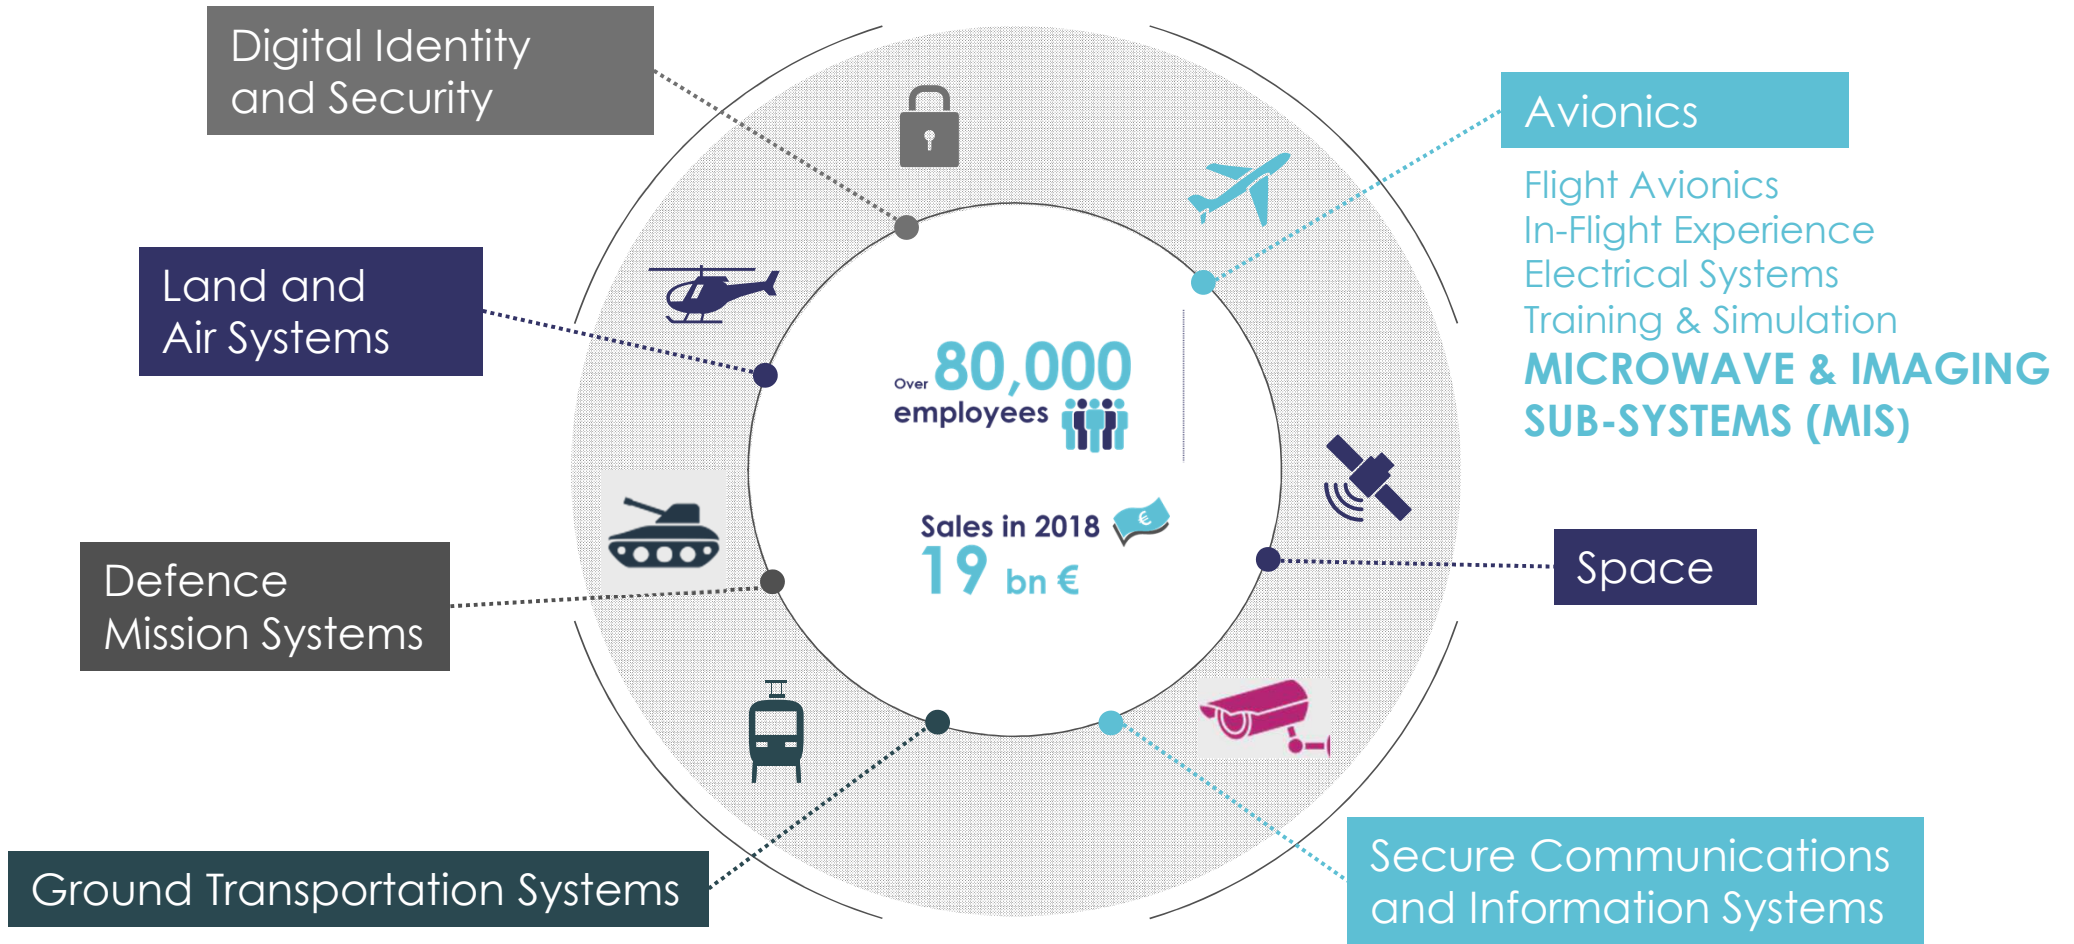 Digital Identity
and Security
Avionics
Flight Avionics
In-Flight Experience
Electrical Systems
Training & Simulation
MICROWAVE & IMAGING
SUB-SYSTEMS (MIS)
Land and
Air Systems
Over 80,000
employees
Sales in 2018
€
19 bn €
Space
Defence
Mission Systems
Ground Transportation Systems
Secure Communications
and Information Systems